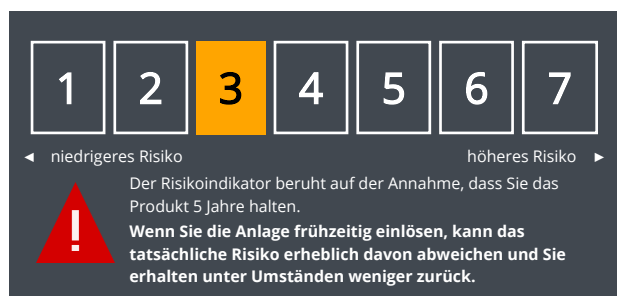 1 2 3 4 5 6 7
◄ niedrigeres Risiko höheres Risiko ►
Der Risikoindikator beruht auf der Annahme, dass Sie das
Produkt 5 Jahre halten.
Wenn Sie die Anlage frühzeitig einlösen, kann das
tatsächliche Risiko erheblich davon abweichen und Sie
erhalten unter Umständen weniger zurück.
!